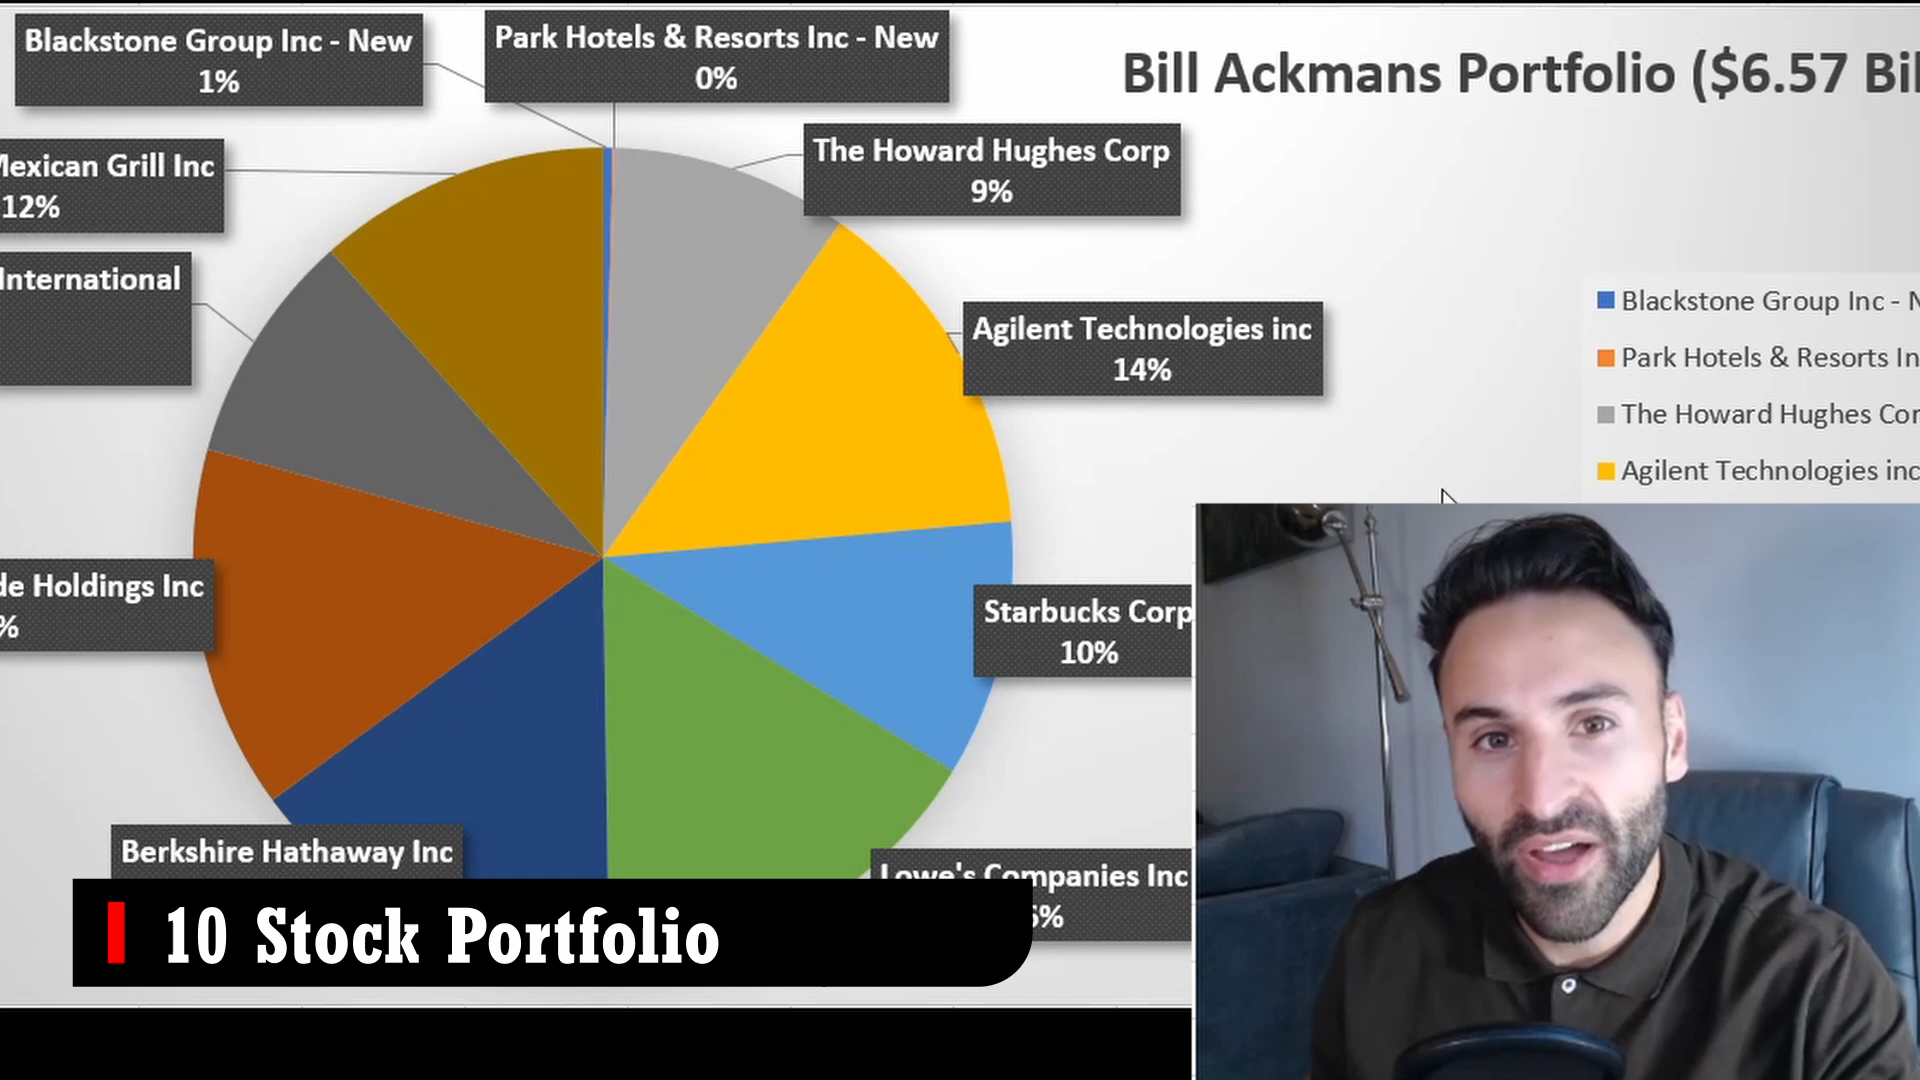 Blackstone Group Inc - New
1%
Park Hotels & Resorts Inc - New
0%
Bill Ackmans Portfolio ($6.57 Bil
Mexican Grill Inc
12%
The Howard Hughes Corp
9%
International
Agilent Technologies inc
14%
Blackstone Group Inc - N
Park Hotels & Resorts In
The Howard Hughes Cor
Agilent Technologies inc
de Holdings Inc
%
Starbucks Corp
10%
Berkshire Hathaway Inc
Lowe's Companies Inc
%
10 Stock Portfolio